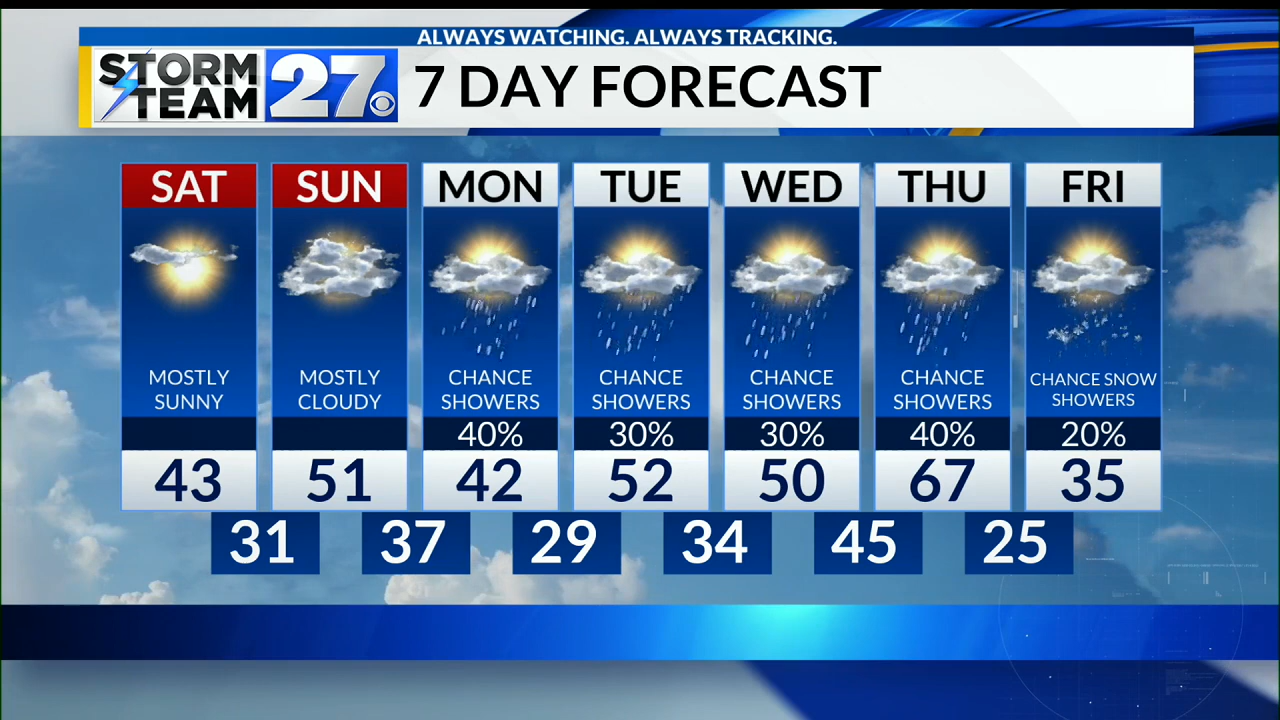 ALWAYS WATCHING. ALWAYS TRACKING.
STORM
TEAM
27
7 DAY FORECAST
SAT
SUN
MON
TUE
WED
THU
FRI
MOSTLY
SUNNY
MOSTLY
CLOUDY
CHANCE
SHOWERS
CHANCE
SHOWERS
CHANCE
SHOWERS
CHANCE
SHOWERS
CHANCE SNOW
SHOWERS
40%
30%
30%
40%
20%
43
51
42
52
50
67
35
31
37
29
34
45
25